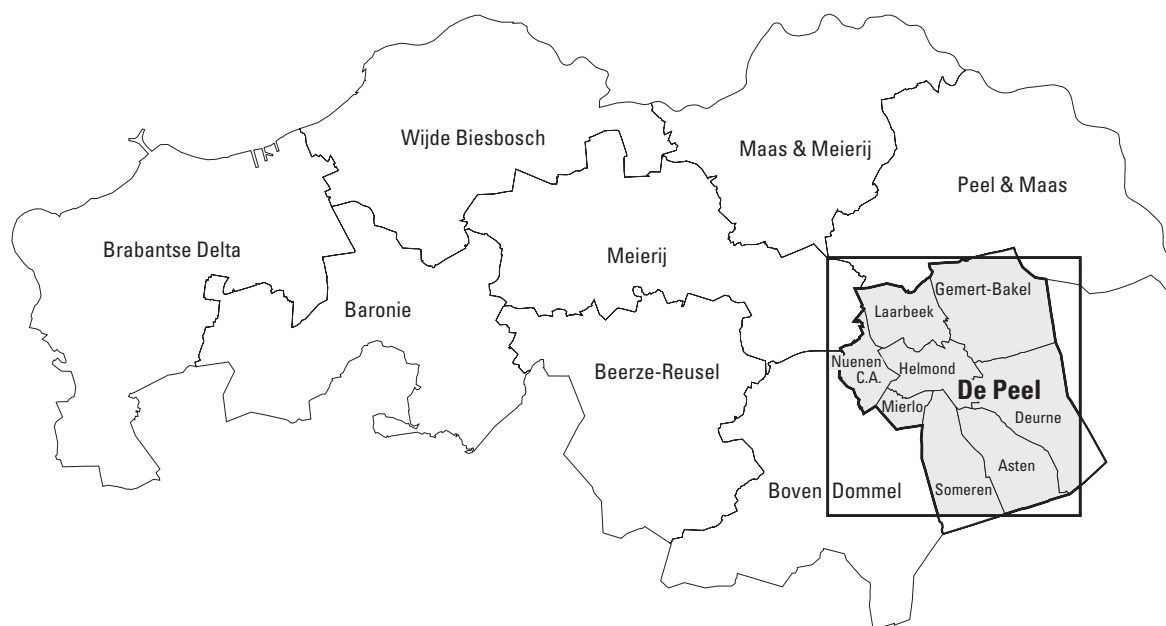 Wijde Biesbosch
Maas & Meierij
Peel & Maas
Brabantse Delta
Meierij
Baronie
Gemert-Bakel
Laarbeek
Nuenen
C.A.
Helmond
Beerze-Reusel
De Peel
Mierlo
Deurne
Asten
Boven Dommel
Someren